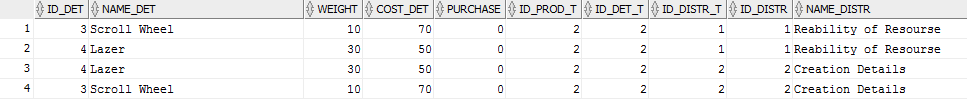 ID_DET NAME_DET WEIGHT COST_DET PURCHASE ID_PROD_T ID_DET_T ID_DISTR_T ID_DISTR NAME_DISTR
1 3 Scroll Wheel 10 70 0 2 2 1 1 Reability of Resourse
2 4 Lazer 30 50 0 2 2 1 1 Reability of Resourse
3 4 Lazer 30 50 0 2 2 2 2 Creation Details
4 3 Scroll Wheel 10 70 0 2 2 2 2 Creation Details